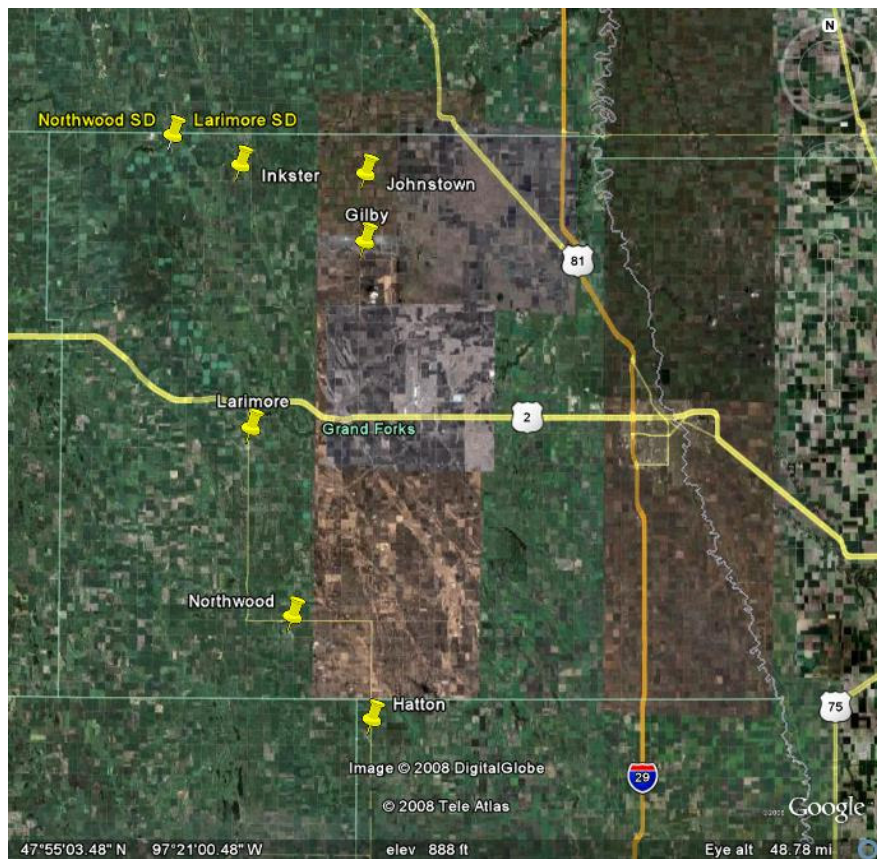 N
Northwood SD Larimore SD
Inkster
Johnstown
Gilby
81
Larimore
2
Grand Forks
Northwood
Hatton
75
Image © 2008 DigitalGlobe
29
© 2008 Tele Atlas
Google
47°55'03.48" N 97°21'00.48" W elev 888 ft Eye alt 48.78 mi